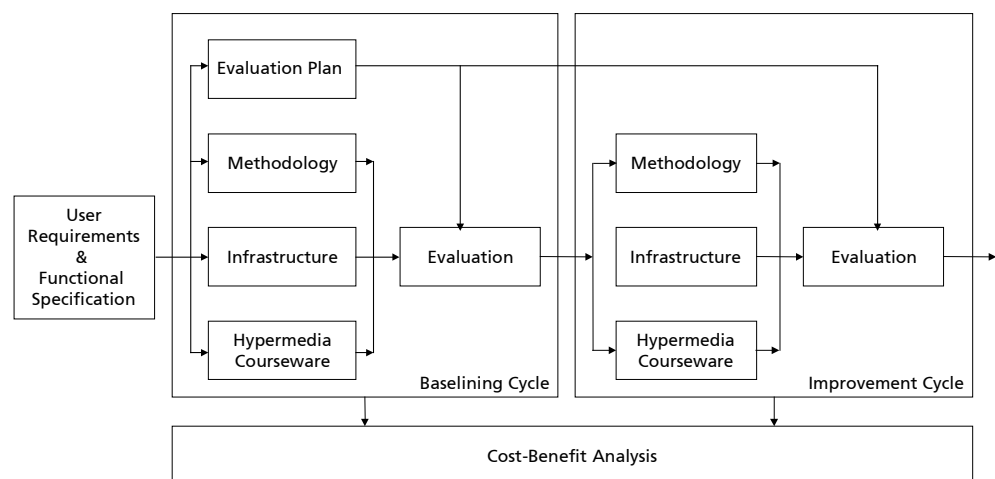 Evaluation Plan
Methodology
Methodology
User
Requirements
&
Functional
Specification
Infrastructure
Evaluation
Infrastructure
Evaluation
Hypermedia
Courseware
Hypermedia
Courseware
Baselining Cycle
Improvement Cycle
Cost-Benefit Analysis